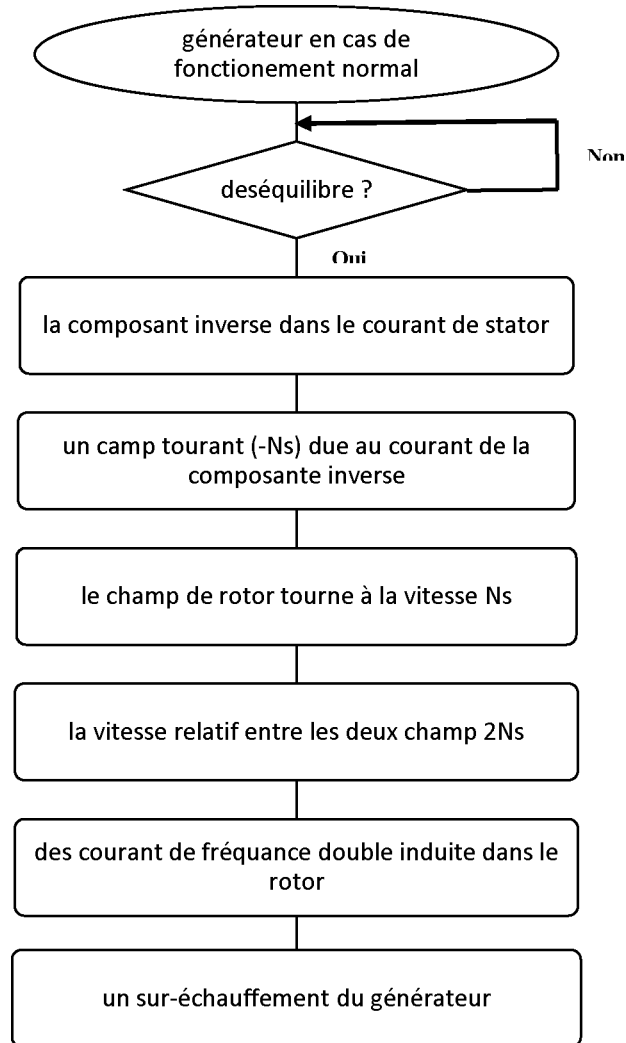 générateur en cas de
fonctionement normal
Non
deséquilibre ?
Oui
la composant inverse dans le courant de stator
un camp tourant (-Ns) due au courant de la
composante inverse
le champ de rotor tourne à la vitesse Ns
la vitesse relatif entre les deux champ 2Ns
des courant de fréquance double induite dans le
rotor
un sur-échauffement du générateur